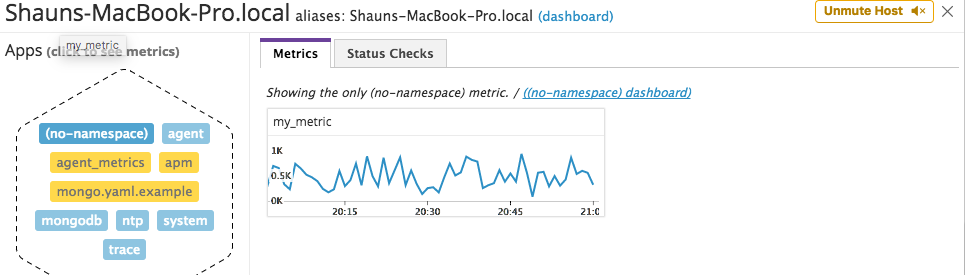 Shauns-MacBook-Pro.local aliases: Shauns-MacBook-Pro.local (dashboard)
Unmute Host
Apps (click to see metrics)
my_metric
(no-namespace) agent
agent_metrics apm
mongo.yaml.example
mongodb ntp system
trace
Metrics Status Checks
Showing the only (no-namespace) metric. / ((no-namespace) dashboard)
my_metric
1K
0.5K
0K
20:15 20:30 20:45 21:0